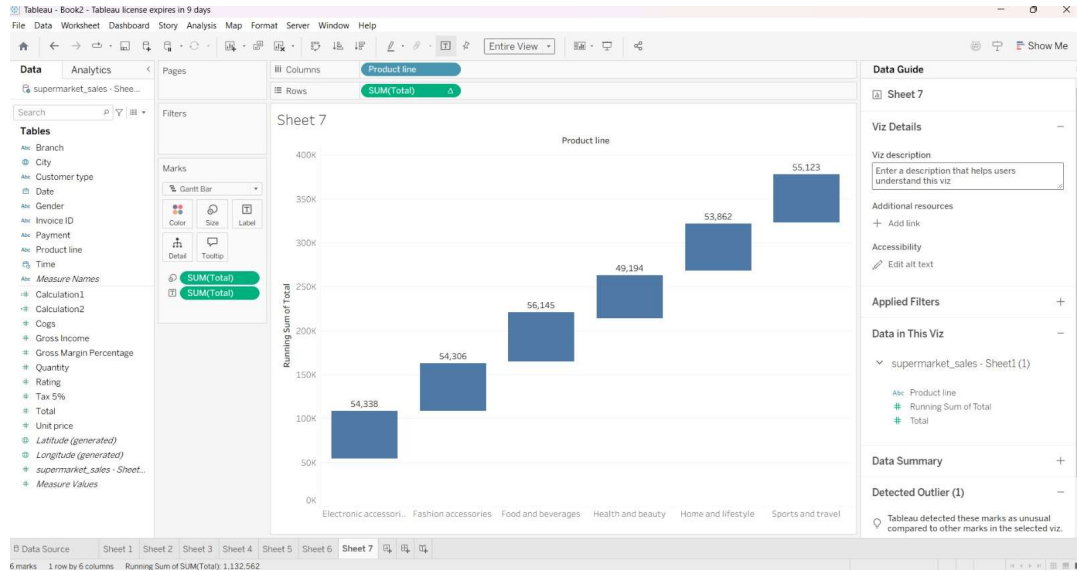 Tableau - Book2 - Tableau license expires in 9 days
File Data Worksheet Dashboard Story Analysis Map Format Server Window Help
Entire View
Show Me
Data Analytics
supermarket_sales - Shee...
Search
Tables
Abc Branch
City
Abc Customer type
Date
Abc Gender
Abc Invoice ID
Abc Payment
Abc Product line
Time
Abc Measure Names
Calculation1
Calculation2
Cogs
Gross Income
Gross Margin Percentage
Quantity
Rating
Tax 5%
Total
Unit price
Latitude (generated)
Longitude (generated)
supermarket_sales - Sheet...
Measure Values
Pages
Filters
Marks
Gantt Bar
Color Size Label
Detail Tooltip
SUM(Total)
SUM(Total)
Columns Product line
Rows SUM(Total) Δ
Sheet 7
Product line
Running Sum of Total
400K
350K
300K
250K
200K
150K
100K
50K
0K
54,338
54,306
56,145
49,194
53,862
55,123
Electronic accessori.. Fashion accessories Food and beverages Health and beauty Home and lifestyle Sports and travel
Data Guide
Sheet 7
Viz Details
Viz description
Enter a description that helps users
understand this viz
Additional resources
+ Add link
Accessibility
Edit alt text
Applied Filters
Data in This Viz
supermarket_sales - Sheet1 (1)
Abc Product line
# Running Sum of Total
# Total
Data Summary
Detected Outlier (1)
Tableau detected these marks as unusual
compared to other marks in the selected viz.
Data Source Sheet 1 Sheet 2 Sheet 3 Sheet 4 Sheet 5 Sheet 6 Sheet 7
6 marks 1 row by 6 columns Running Sum of SUM(Total): 1,132,562